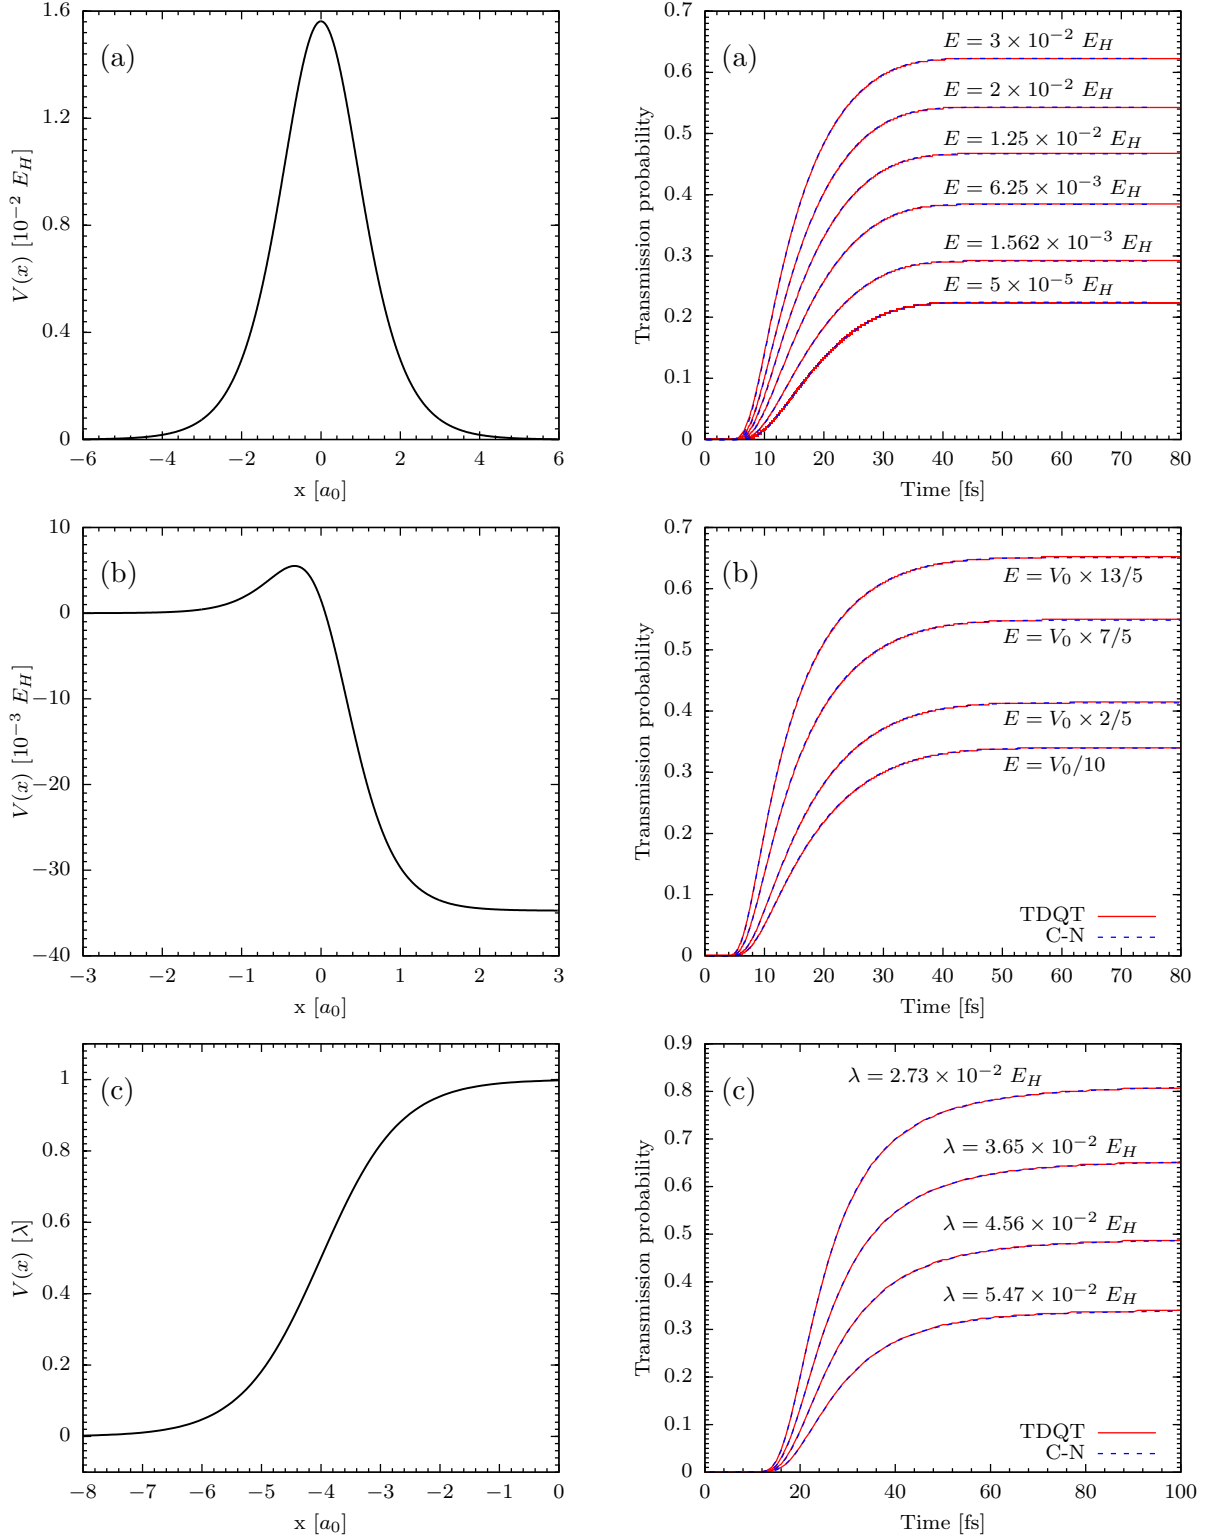 (a)
V(x) [10⁻² E_H]
1.6
1.2
0.8
0.4
0
−6 −4 −2 0 2 4 6
x [a₀]
(a)
Transmission probability
0.7
0.6
0.5
0.4
0.3
0.2
0.1
0
E = 3 × 10⁻² E_H
E = 2 × 10⁻² E_H
E = 1.25 × 10⁻² E_H
E = 6.25 × 10⁻³ E_H
E = 1.562 × 10⁻³ E_H
E = 5 × 10⁻⁵ E_H
0 10 20 30 40 50 60 70 80
Time [fs]
(b)
V(x) [10⁻³ E_H]
10
0
−10
−20
−30
−40
−3 −2 −1 0 1 2 3
x [a₀]
(b)
Transmission probability
0.7
0.6
0.5
0.4
0.3
0.2
0.1
0
E = V₀ × 13/5
E = V₀ × 7/5
E = V₀ × 2/5
E = V₀/10
TDQT
C-N
0 10 20 30 40 50 60 70 80
Time [fs]
(c)
V(x) [λ]
1
0.8
0.6
0.4
0.2
0
−8 −7 −6 −5 −4 −3 −2 −1 0
x [a₀]
(c)
Transmission probability
0.9
0.8
0.7
0.6
0.5
0.4
0.3
0.2
0.1
0
λ = 2.73 × 10⁻² E_H
λ = 3.65 × 10⁻² E_H
λ = 4.56 × 10⁻² E_H
λ = 5.47 × 10⁻² E_H
TDQT
C-N
0 20 40 60 80 100
Time [fs]